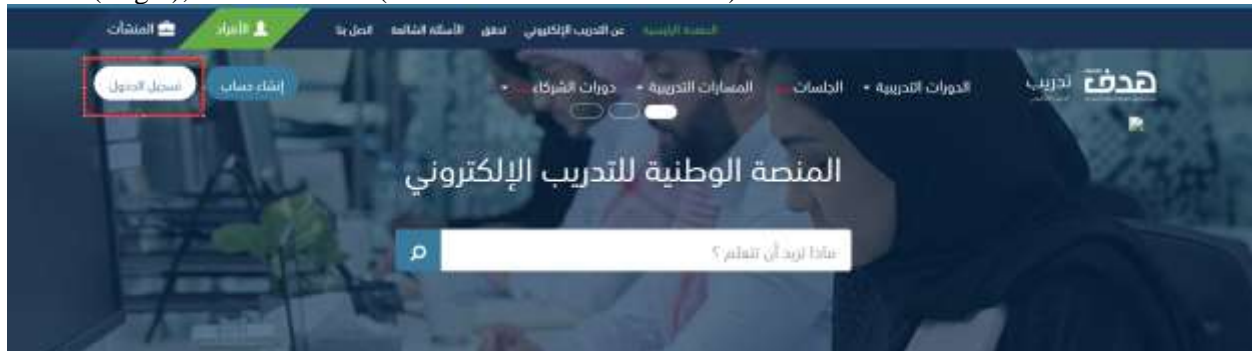 المنصة الرئيسية عن التدريب الإلكتروني تحقق الأسئلة الشائعة اتصل بنا الأفراد المنشآت
هدف تدريب الدورات التدريبية الجلسات المسارات التدريبية دورات الشركاء إنشاء حساب تسجيل الدخول
المنصة الوطنية للتدريب الإلكتروني
ماذا تريد أن تتعلم ؟